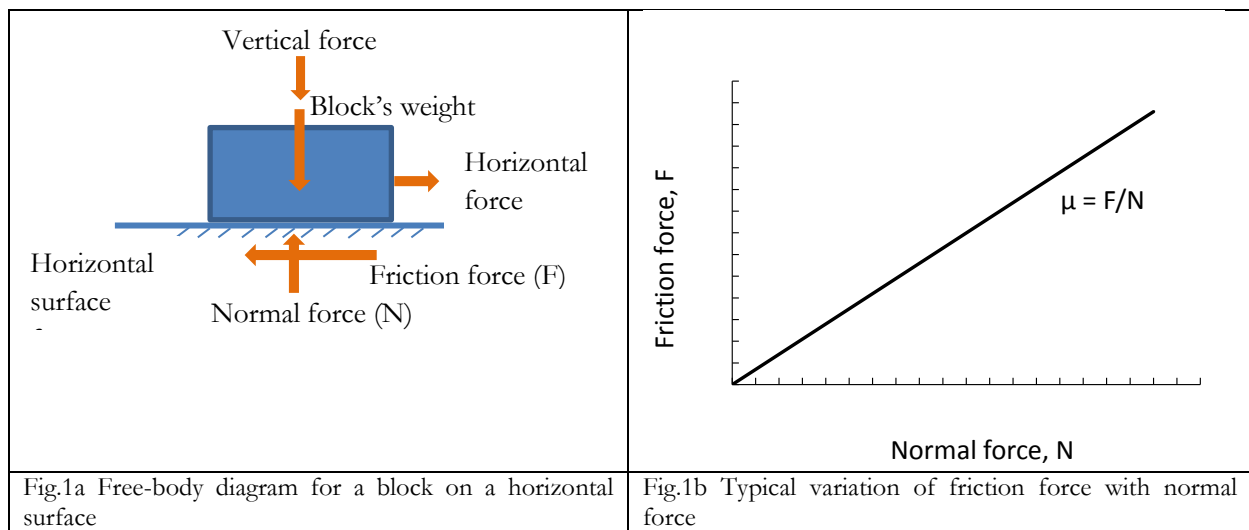 Vertical force
Block's weight
Horizontal
force
Horizontal
surface
Friction force (F)
Normal force (N)
Friction force, F
μ = F/N
Normal force, N
Fig.1a Free-body diagram for a block on a horizontal
surface
Fig.1b Typical variation of friction force with normal
force